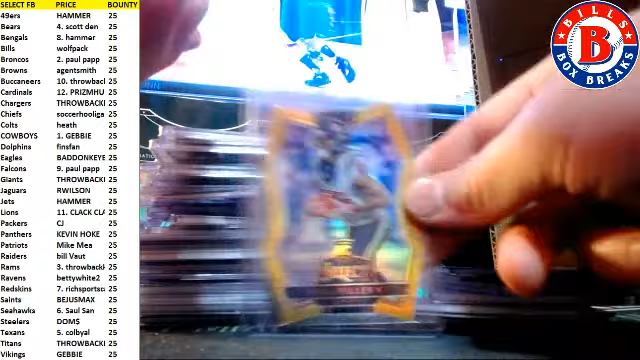 SELECT FB PRICE BOUNTY
49ers HAMMER 25
Bears 4. scott den 25
Bengals 8. hammer 25
Bills wolfpack 25
Broncos 2. paul papp 25
Browns agentsmith 25
Buccaneers 10. throwbac 25
Cardinals 12. PRIZMHU 25
Chargers THROWBACKI 25
Chiefs soccerhooliga 25
Colts heath 25
COWBOYS 1. GEBBIE 25
Dolphins finsfan 25
Eagles BADDONKEYE 25
Falcons 9. paul papp 25
Giants THROWBACKI 25
Jaguars RWILSON 25
Jets HAMMER 25
Lions 11. CLACK CLA 25
Packers CJ 25
Panthers KEVIN HOKE 25
Patriots Mike Mea 25
Raiders bill Vaut 25
Rams 3. throwbackI 25
Ravens bettywhite2 25
Redskins 7. richsportsc 25
Saints BEJUSMAX 25
Seahawks 6. Saul San 25
Steelers DOM$ 25
Texans 5. colbyal 25
Titans THROWBACKI 25
Vikings GEBBIE 25
BILLS
B
BOX BREAKS